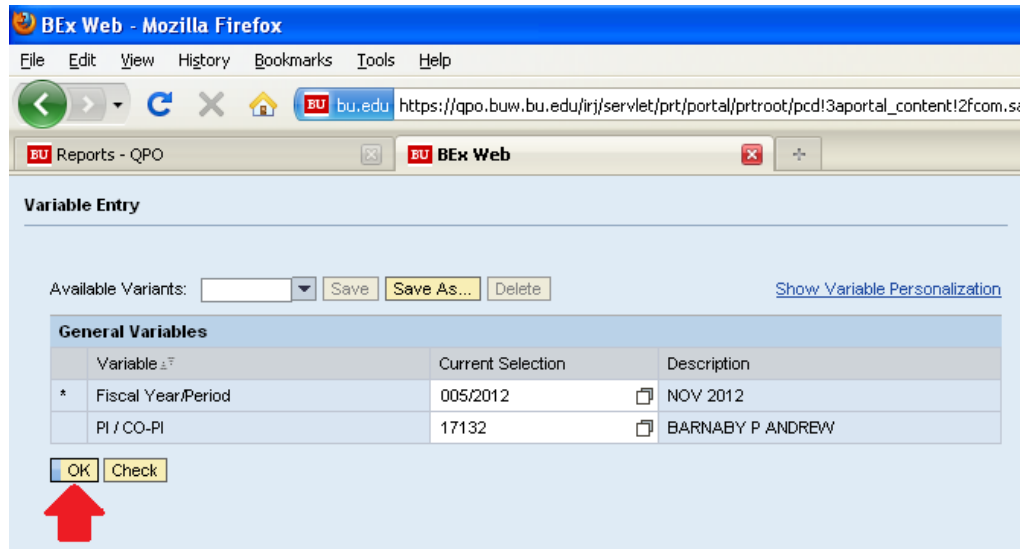 BEx Web - Mozilla Firefox
File Edit View History Bookmarks Tools Help
BU bu.edu https://qpo.buw.bu.edu/irj/servlet/prt/portal/prtroot/pcd!3aportal_content!2fcom.sa
BU Reports - QPO BU BEx Web
Variable Entry
Available Variants: Save Save As... Delete Show Variable Personalization
General Variables
Variable Current Selection Description
* Fiscal Year/Period 005/2012 NOV 2012
PI / CO-PI 17132 BARNABY P ANDREW
OK Check